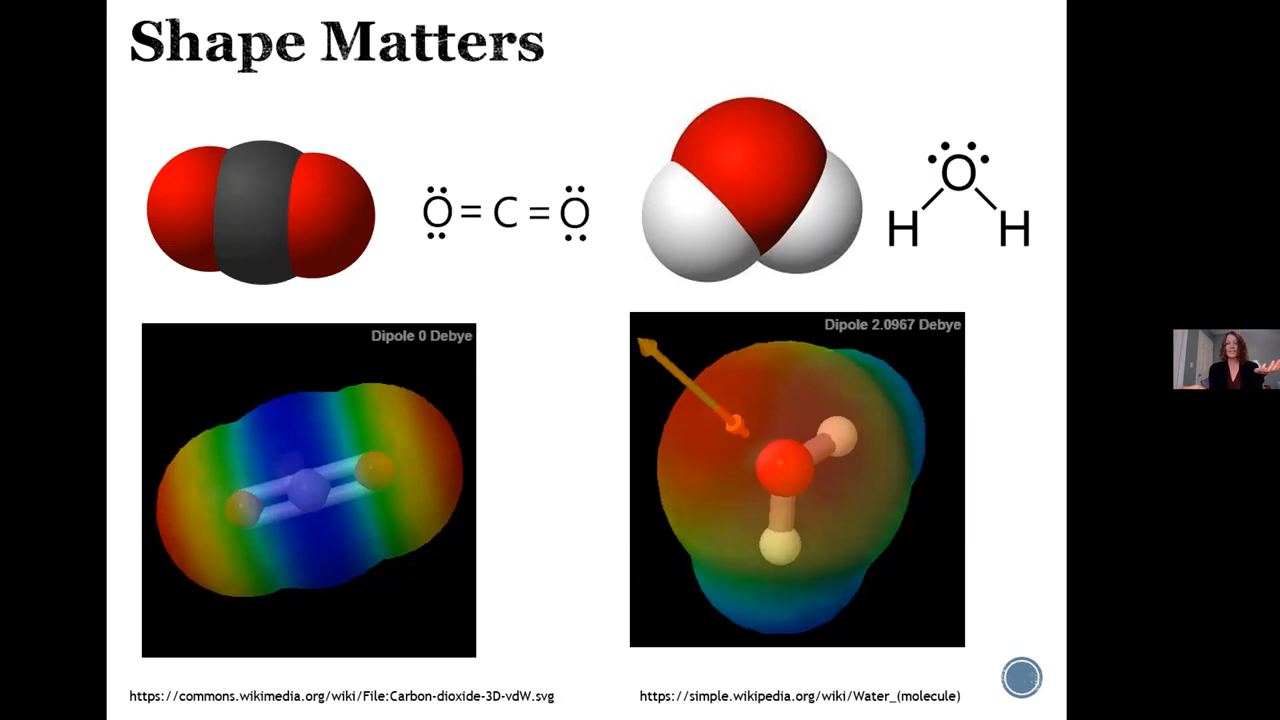 Shape Matters
Ö = C = Ö
O
H H
Dipole 0 Debye
Dipole 2.0967 Debye
https://commons.wikimedia.org/wiki/File:Carbon-dioxide-3D-vdW.svg
https://simple.wikipedia.org/wiki/Water_(molecule)